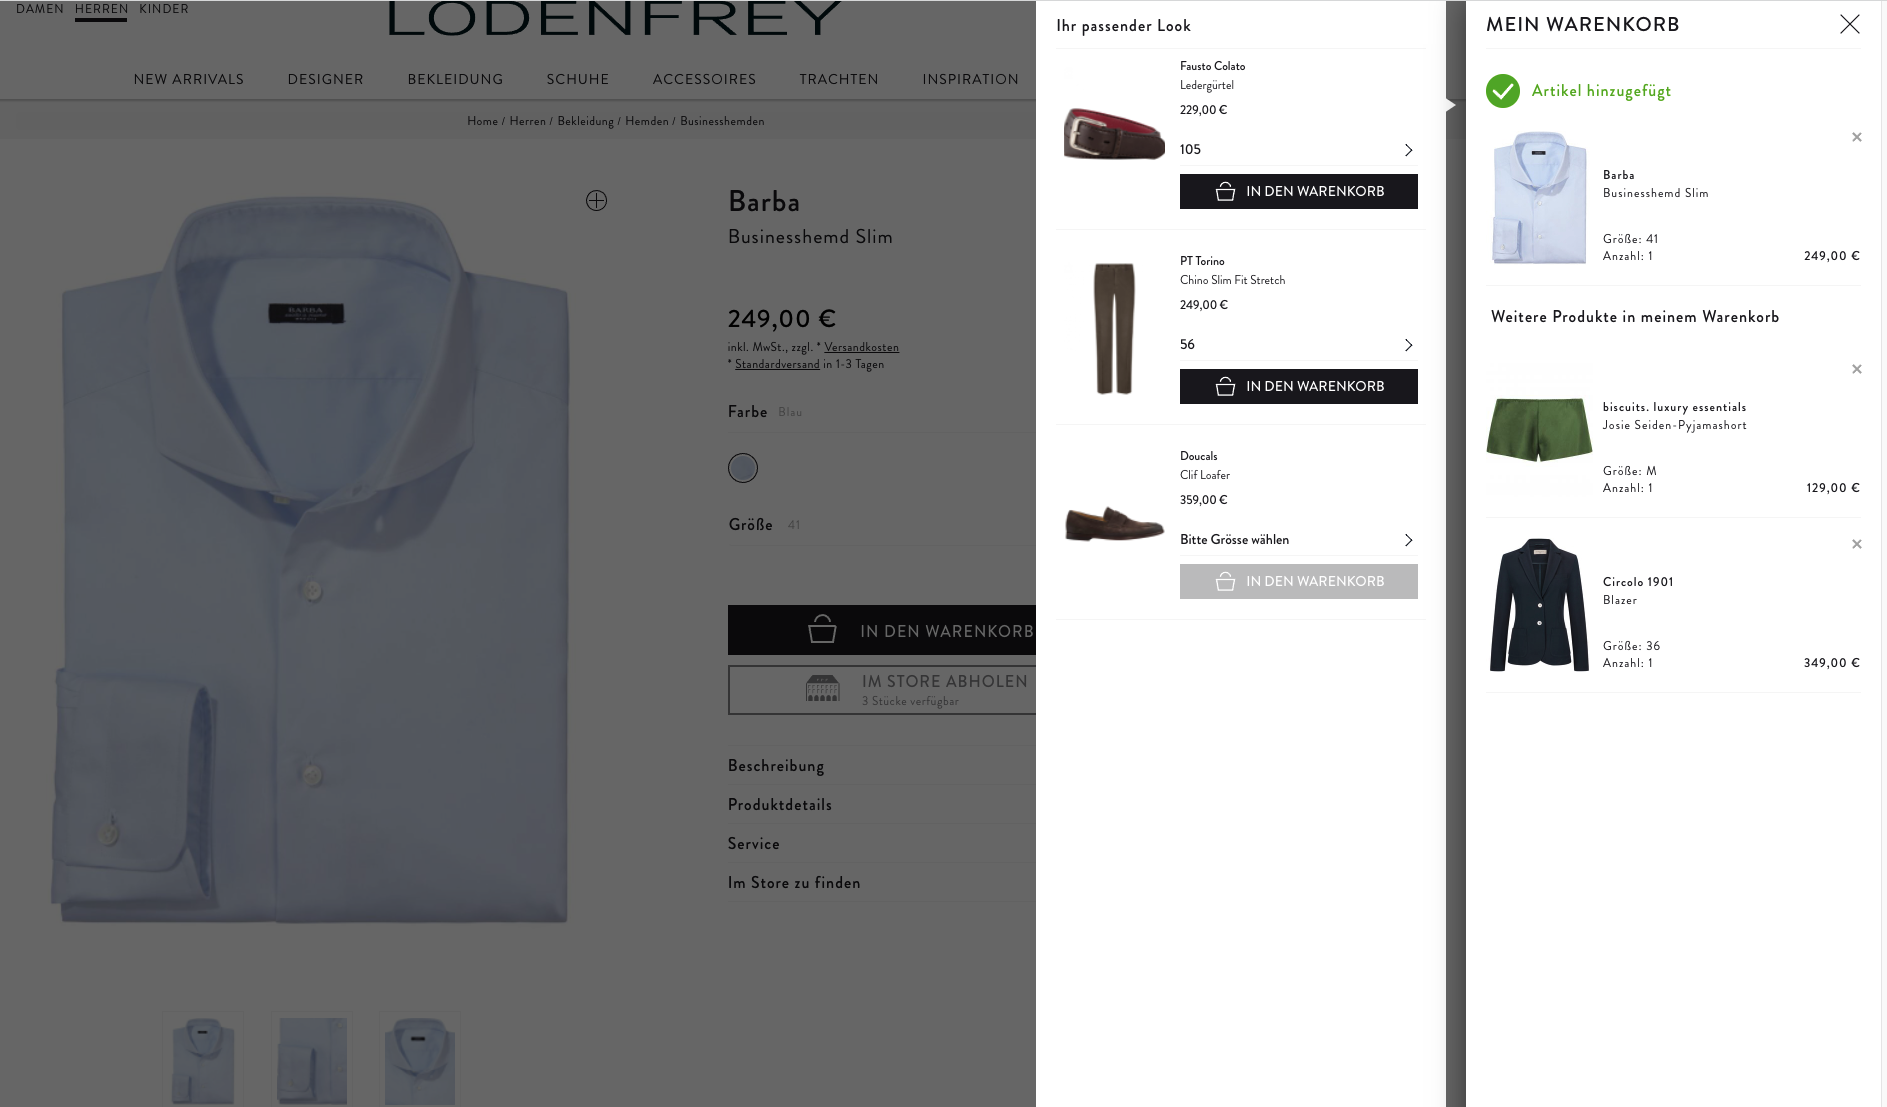 DAMEN HERREN KINDER
LODENFREY
NEW ARRIVALS DESIGNER BEKLEIDUNG SCHUHE ACCESSOIRES TRACHTEN INSPIRATION
Home / Herren / Bekleidung / Hemden / Businesshemden
BARBA
Barba
Businesshemd Slim
249,00 €
inkl. MwSt., zzgl. * Versandkosten
* Standardversand in 1-3 Tagen
Farbe Blau
Größe 41
IN DEN WARENKORB
IM STORE ABHOLEN
3 Stücke verfügbar
Beschreibung
Produktdetails
Service
Im Store zu finden
Ihr passender Look
Fausto Colato
Ledergürtel
229,00 €
105
IN DEN WARENKORB
PT Torino
Chino Slim Fit Stretch
249,00 €
56
IN DEN WARENKORB
Doucals
Clif Loafer
359,00 €
Bitte Grösse wählen
IN DEN WARENKORB
MEIN WARENKORB
Artikel hinzugefügt
Barba
Businesshemd Slim
Größe: 41
Anzahl: 1 249,00 €
Weitere Produkte in meinem Warenkorb
biscuits. luxury essentials
Josie Seiden-Pyjamashort
Größe: M
Anzahl: 1 129,00 €
Circolo 1901
Blazer
Größe: 36
Anzahl: 1 349,00 €